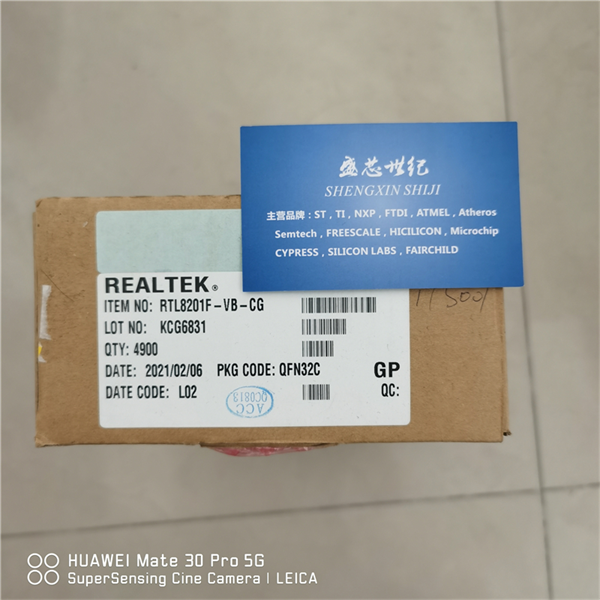 盛芯世纪
SHENGXIN SHIJI
主营品牌：ST , TI , NXP , FTDI , ATMEL , Atheros
Semtech , FREESCALE , HICILICON , Microchip
CYPRESS , SILICON LABS , FAIRCHILD
REALTEK®
ITEM NO: RTL8201F-VB-CG
LOT NO: KCG6831
QTY: 4900
DATE: 2021/02/06 PKG CODE: QFN32C GP
DATE CODE: L02 QC:
ACC
QC0813
HUAWEI Mate 30 Pro 5G
SuperSensing Cine Camera | LEICA